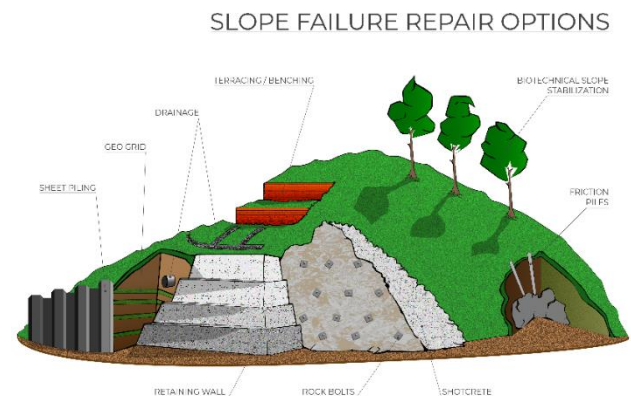 SLOPE FAILURE REPAIR OPTIONS
TERRACING / BENCHING
BIOTECHNICAL SLOPE
STABILIZATION
DRAINAGE
GEO GRID
SHEET PILING
FRICTION
PILES
RETAINING WALL
ROCK BOLTS
SHOTCRETE